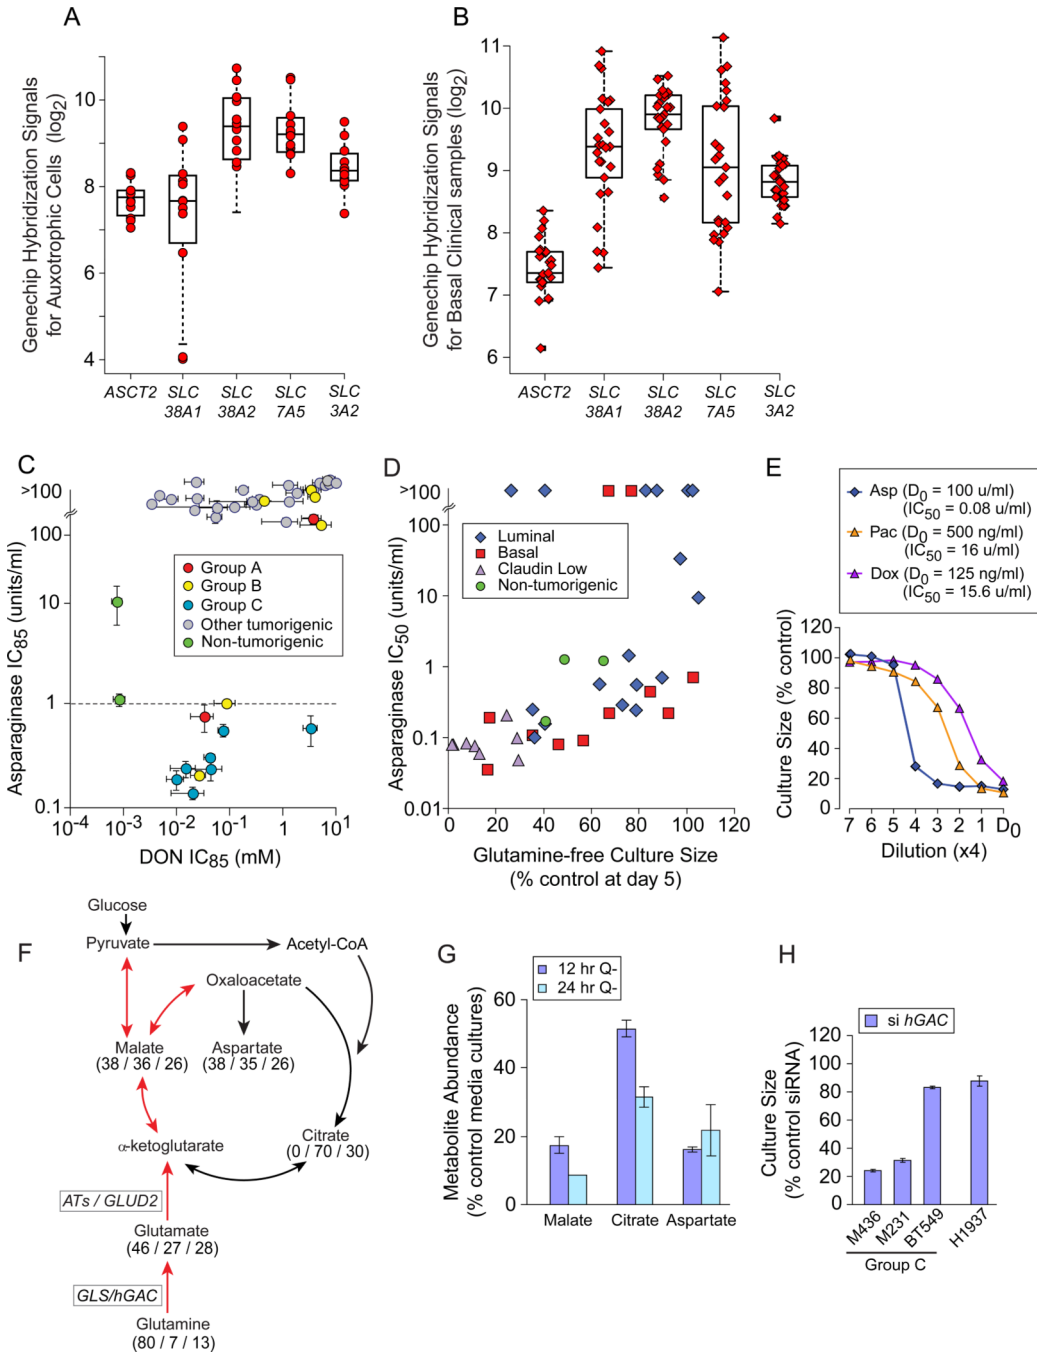 A
Genechip Hybridization Signals
for Auxotrophic Cells (log2)
10
8
6
4
ASCT2
SLC
38A1
SLC
38A2
SLC
7A5
SLC
3A2
B
Genechip Hybridization Signals
for Basal Clinical samples (log2)
11
10
9
8
7
6
ASCT2
SLC
38A1
SLC
38A2
SLC
7A5
SLC
3A2
C
Asparaginase IC85 (units/ml)
>100
100
10
1
0.1
Group A
Group B
Group C
Other tumorigenic
Non-tumorigenic
10-4
10-3
10-2
10-1
1
101
DON IC85 (mM)
D
Asparaginase IC50 (units/ml)
>100
100
10
1
0.1
0.01
Luminal
Basal
Claudin Low
Non-tumorigenic
0 20 40 60 80 100 120
Glutamine-free Culture Size
(% control at day 5)
E
Asp (D0 = 100 u/ml)
(IC50 = 0.08 u/ml)
Pac (D0 = 500 ng/ml)
(IC50 = 16 u/ml)
Dox (D0 = 125 ng/ml)
(IC50 = 15.6 u/ml)
Culture Size (% control)
120
100
80
60
40
20
0
7 6 5 4 3 2 1 D0
Dilution (x4)
F
Glucose
Pyruvate
Acetyl-CoA
Oxaloacetate
Malate
(38 / 36 / 26)
Aspartate
(38 / 35 / 26)
α-ketoglutarate
Citrate
(0 / 70 / 30)
ATs / GLUD2
Glutamate
(46 / 27 / 28)
GLS/hGAC
Glutamine
(80 / 7 / 13)
G
12 hr Q-
24 hr Q-
Metabolite Abundance
(% control media cultures)
60
40
20
0
Malate Citrate Aspartate
H
si hGAC
Culture Size
(% control siRNA)
120
100
80
60
40
20
0
M436
M231
BT549
H1937
Group C